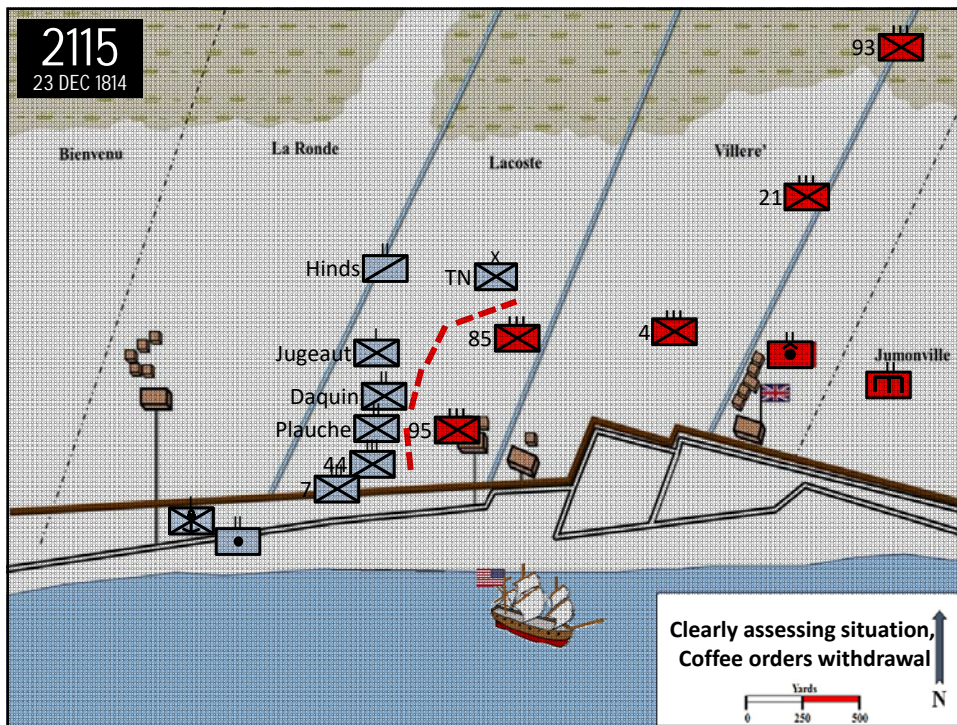 2115
23 DEC 1814
93
Bienvenu
La Ronde
Lacoste
Villere'
21
Hinds
TN
X
85
4
Jugeaut
Jumonville
Daquin
Plauche
95
44
7
Clearly assessing situation,
Coffee orders withdrawal
Yards
0 250 500
N